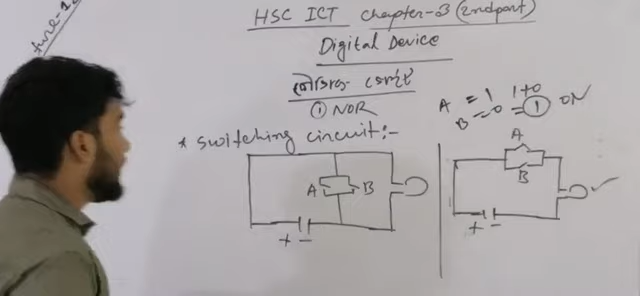 HSC ICT chapter-3 (2nd part)
Digital Device
লৌজিক গেইট
① NOR
* switching circuit:-
A = 1 1+0
B = 0 = ① ON
A B
+ -
A
B
+ -